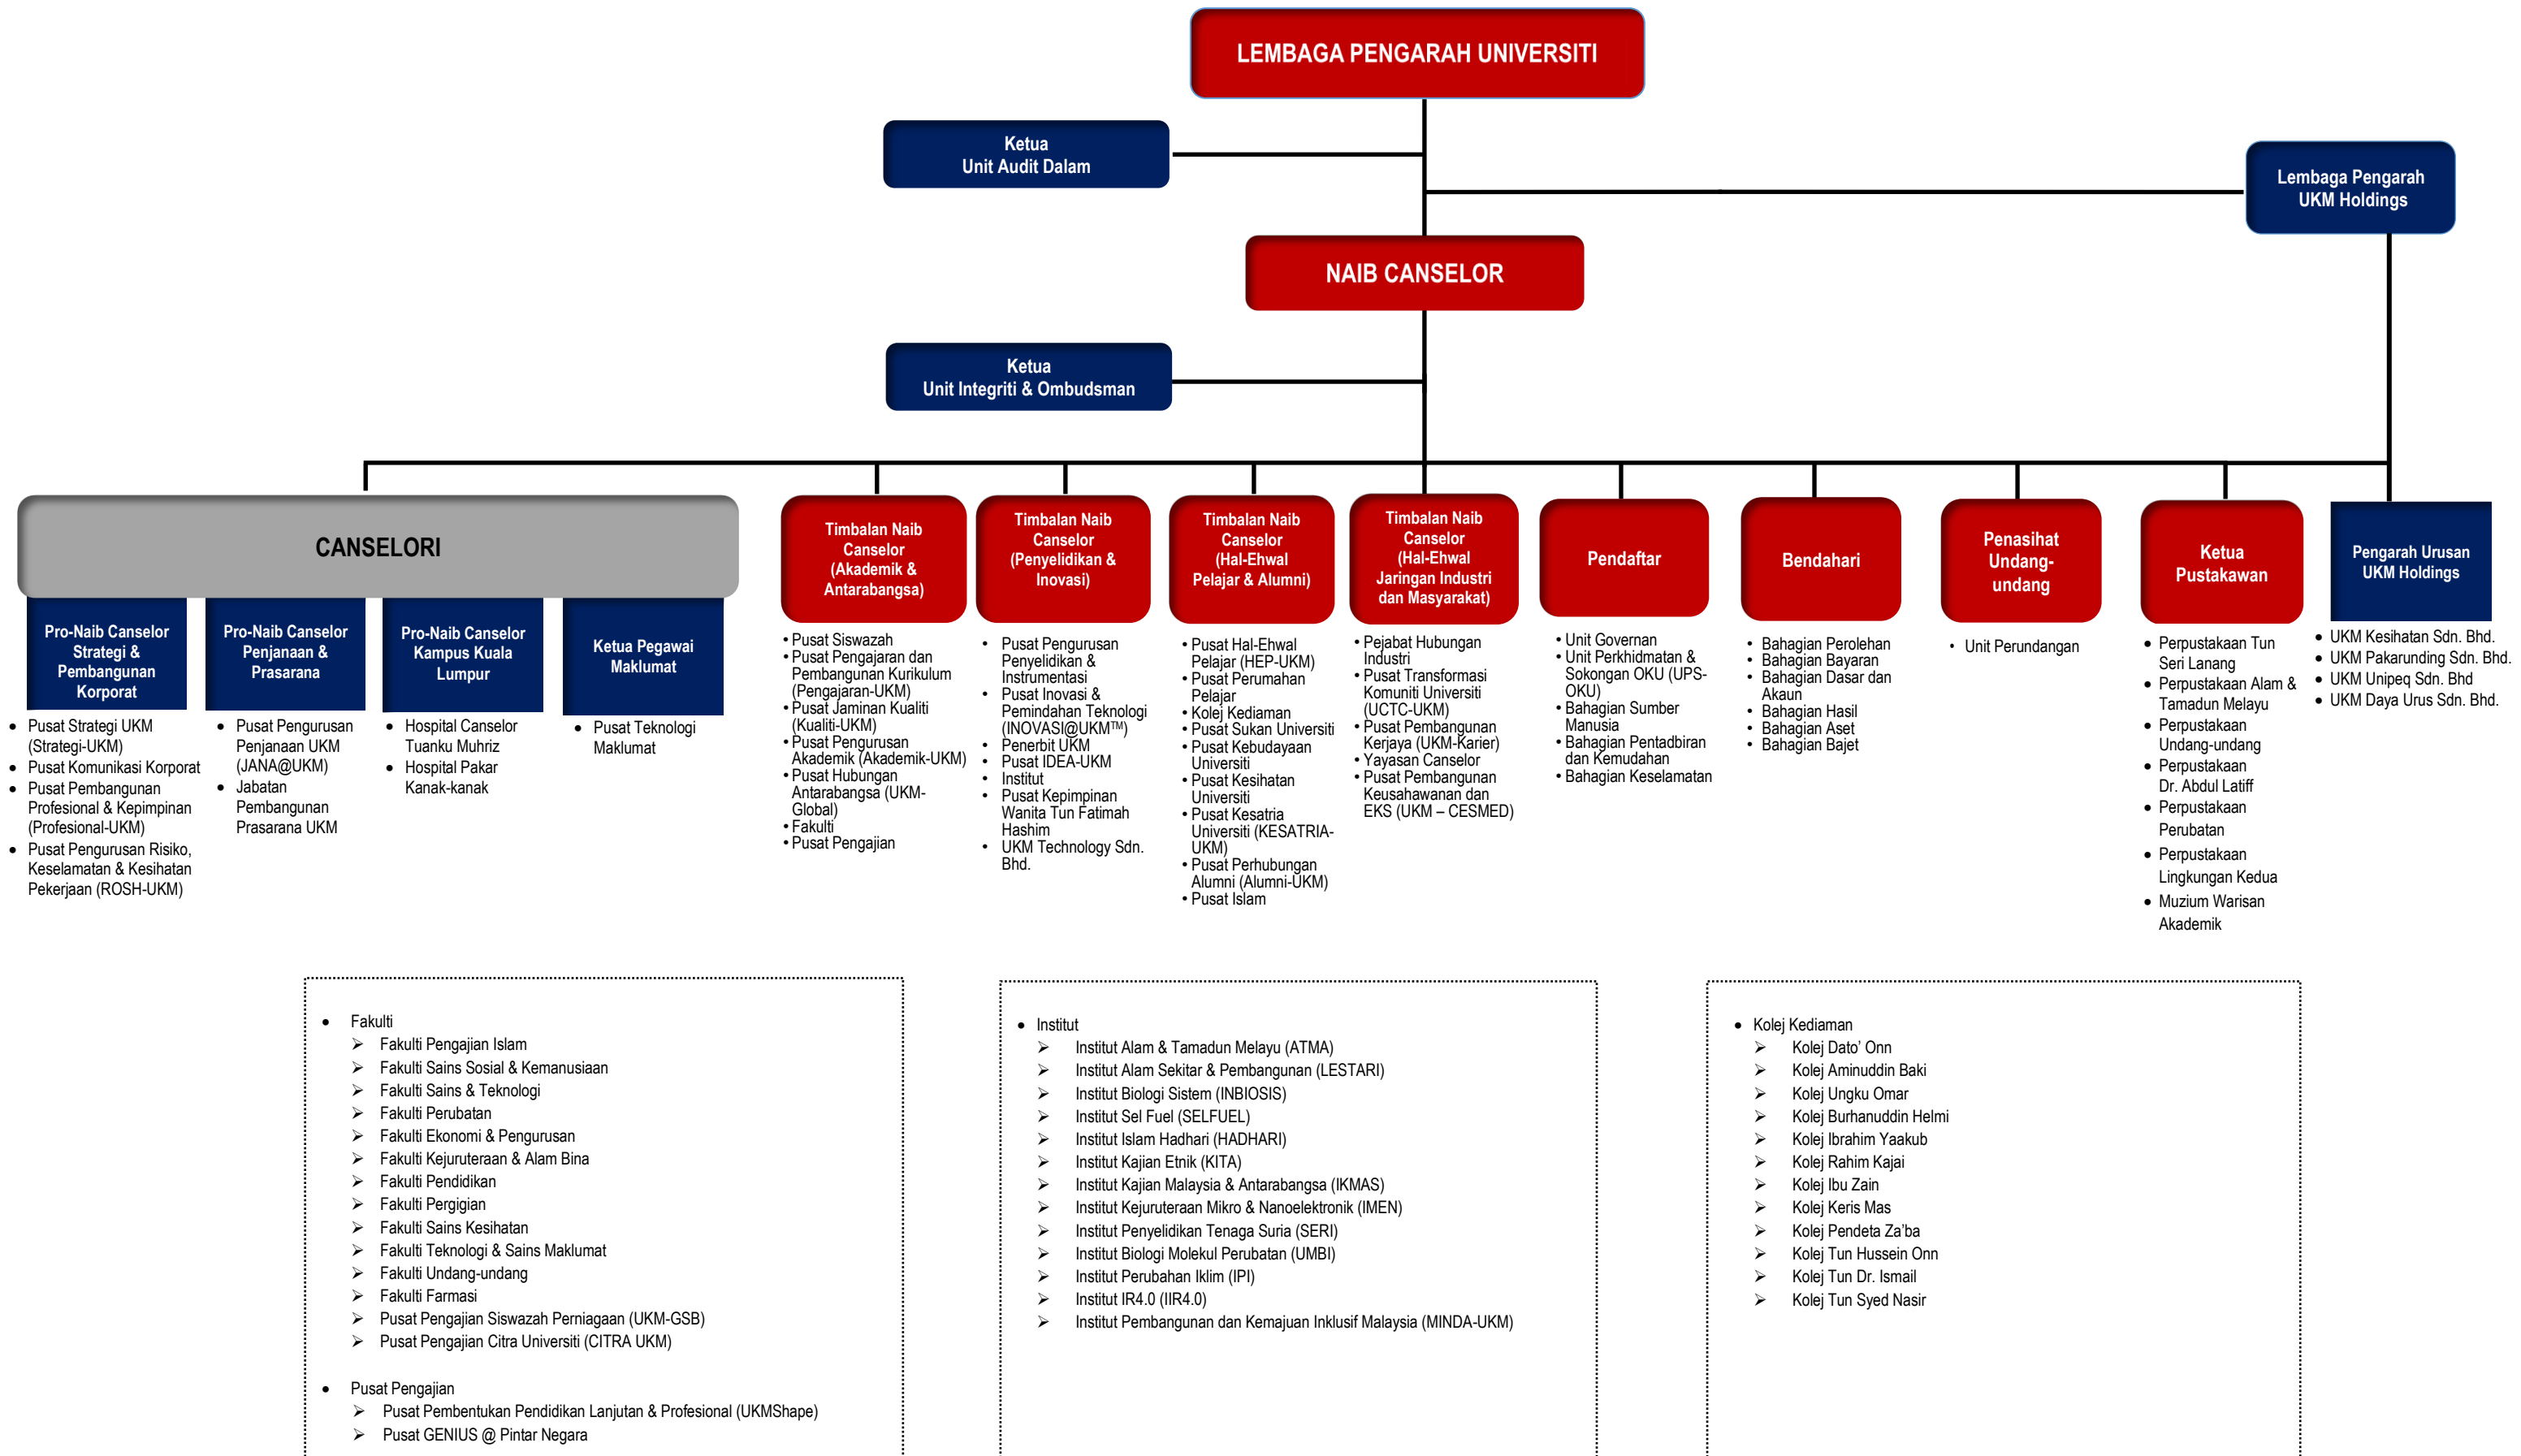 LEMBAGA PENGARAH UNIVERSITI
Ketua
Unit Audit Dalam
Lembaga Pengarah
UKM Holdings
NAIB CANSELOR
Ketua
Unit Integriti & Ombudsman
CANSELORI
Pro-Naib Canselor
Strategi &
Pembangunan
Korporat
• Pusat Strategi UKM
(Strategi-UKM)
• Pusat Komunikasi Korporat
• Pusat Pembangunan
Profesional & Kepimpinan
(Profesional-UKM)
• Pusat Pengurusan Risiko,
Keselamatan & Kesihatan
Pekerjaan (ROSH-UKM)
Pro-Naib Canselor
Penjanaan &
Prasarana
• Pusat Pengurusan
Penjanaan UKM
(JANA@UKM)
• Jabatan
Pembangunan
Prasarana UKM
Pro-Naib Canselor
Kampus Kuala
Lumpur
• Hospital Canselor
Tuanku Muhriz
• Hospital Pakar
Kanak-kanak
Ketua Pegawai
Maklumat
• Pusat Teknologi
Maklumat
Timbalan Naib
Canselor
(Akademik &
Antarabangsa)
• Pusat Siswazah
• Pusat Pengajaran dan
Pembangunan Kurikulum
(Pengajaran-UKM)
• Pusat Jaminan Kualiti
(Kualiti-UKM)
• Pusat Pengurusan
Akademik (Akademik-UKM)
• Pusat Hubungan
Antarabangsa (UKM-
Global)
• Fakulti
• Pusat Pengajian
Timbalan Naib
Canselor
(Penyelidikan &
Inovasi)
• Pusat Pengurusan
Penyelidikan &
Instrumentasi
• Pusat Inovasi &
Pemindahan Teknologi
(INOVASI@UKM™)
• Penerbit UKM
• Pusat IDEA-UKM
• Institut
• Pusat Kepimpinan
Wanita Tun Fatimah
Hashim
• UKM Technology Sdn.
Bhd.
Timbalan Naib
Canselor
(Hal-Ehwal
Pelajar & Alumni)
• Pusat Hal-Ehwal
Pelajar (HEP-UKM)
• Pusat Perumahan
Pelajar
• Kolej Kediaman
• Pusat Sukan Universiti
• Pusat Kebudayaan
Universiti
• Pusat Kesihatan
Universiti
• Pusat Kesatria
Universiti (KESATRIA-
UKM)
• Pusat Perhubungan
Alumni (Alumni-UKM)
• Pusat Islam
Timbalan Naib
Canselor
(Hal-Ehwal
Jaringan Industri
dan Masyarakat)
• Pejabat Hubungan
Industri
• Pusat Transformasi
Komuniti Universiti
(UCTC-UKM)
• Pusat Pembangunan
Kerjaya (UKM-Karier)
• Yayasan Canselor
• Pusat Pembangunan
Keusahawanan dan
EKS (UKM – CESMED)
Pendaftar
• Unit Governan
• Unit Perkhidmatan &
Sokongan OKU (UPS-
OKU)
• Bahagian Sumber
Manusia
• Bahagian Pentadbiran
dan Kemudahan
• Bahagian Keselamatan
Bendahari
• Bahagian Perolehan
• Bahagian Bayaran
• Bahagian Dasar dan
Akaun
• Bahagian Hasil
• Bahagian Aset
• Bahagian Bajet
Penasihat
Undang-
undang
• Unit Perundangan
Ketua
Pustakawan
• Perpustakaan Tun
Seri Lanang
• Perpustakaan Alam &
Tamadun Melayu
• Perpustakaan
Undang-undang
• Perpustakaan
Dr. Abdul Latiff
• Perpustakaan
Perubatan
• Perpustakaan
Lingkungan Kedua
• Muzium Warisan
Akademik
Pengarah Urusan
UKM Holdings
• UKM Kesihatan Sdn. Bhd.
• UKM Pakarunding Sdn. Bhd.
• UKM Unipeq Sdn. Bhd
• UKM Daya Urus Sdn. Bhd.
• Fakulti
➢ Fakulti Pengajian Islam
➢ Fakulti Sains Sosial & Kemanusiaan
➢ Fakulti Sains & Teknologi
➢ Fakulti Perubatan
➢ Fakulti Ekonomi & Pengurusan
➢ Fakulti Kejuruteraan & Alam Bina
➢ Fakulti Pendidikan
➢ Fakulti Pergigian
➢ Fakulti Sains Kesihatan
➢ Fakulti Teknologi & Sains Maklumat
➢ Fakulti Undang-undang
➢ Fakulti Farmasi
➢ Pusat Pengajian Siswazah Perniagaan (UKM-GSB)
➢ Pusat Pengajian Citra Universiti (CITRA UKM)
• Pusat Pengajian
➢ Pusat Pembentukan Pendidikan Lanjutan & Profesional (UKMShape)
➢ Pusat GENIUS @ Pintar Negara
• Institut
➢ Institut Alam & Tamadun Melayu (ATMA)
➢ Institut Alam Sekitar & Pembangunan (LESTARI)
➢ Institut Biologi Sistem (INBIOSIS)
➢ Institut Sel Fuel (SELFUEL)
➢ Institut Islam Hadhari (HADHARI)
➢ Institut Kajian Etnik (KITA)
➢ Institut Kajian Malaysia & Antarabangsa (IKMAS)
➢ Institut Kejuruteraan Mikro & Nanoelektronik (IMEN)
➢ Institut Penyelidikan Tenaga Suria (SERI)
➢ Institut Biologi Molekul Perubatan (UMBI)
➢ Institut Perubahan Iklim (IPI)
➢ Institut IR4.0 (IIR4.0)
➢ Institut Pembangunan dan Kemajuan Inklusif Malaysia (MINDA-UKM)
• Kolej Kediaman
➢ Kolej Dato’ Onn
➢ Kolej Aminuddin Baki
➢ Kolej Ungku Omar
➢ Kolej Burhanuddin Helmi
➢ Kolej Ibrahim Yaakub
➢ Kolej Rahim Kajai
➢ Kolej Ibu Zain
➢ Kolej Keris Mas
➢ Kolej Pendeta Za’ba
➢ Kolej Tun Hussein Onn
➢ Kolej Tun Dr. Ismail
➢ Kolej Tun Syed Nasir